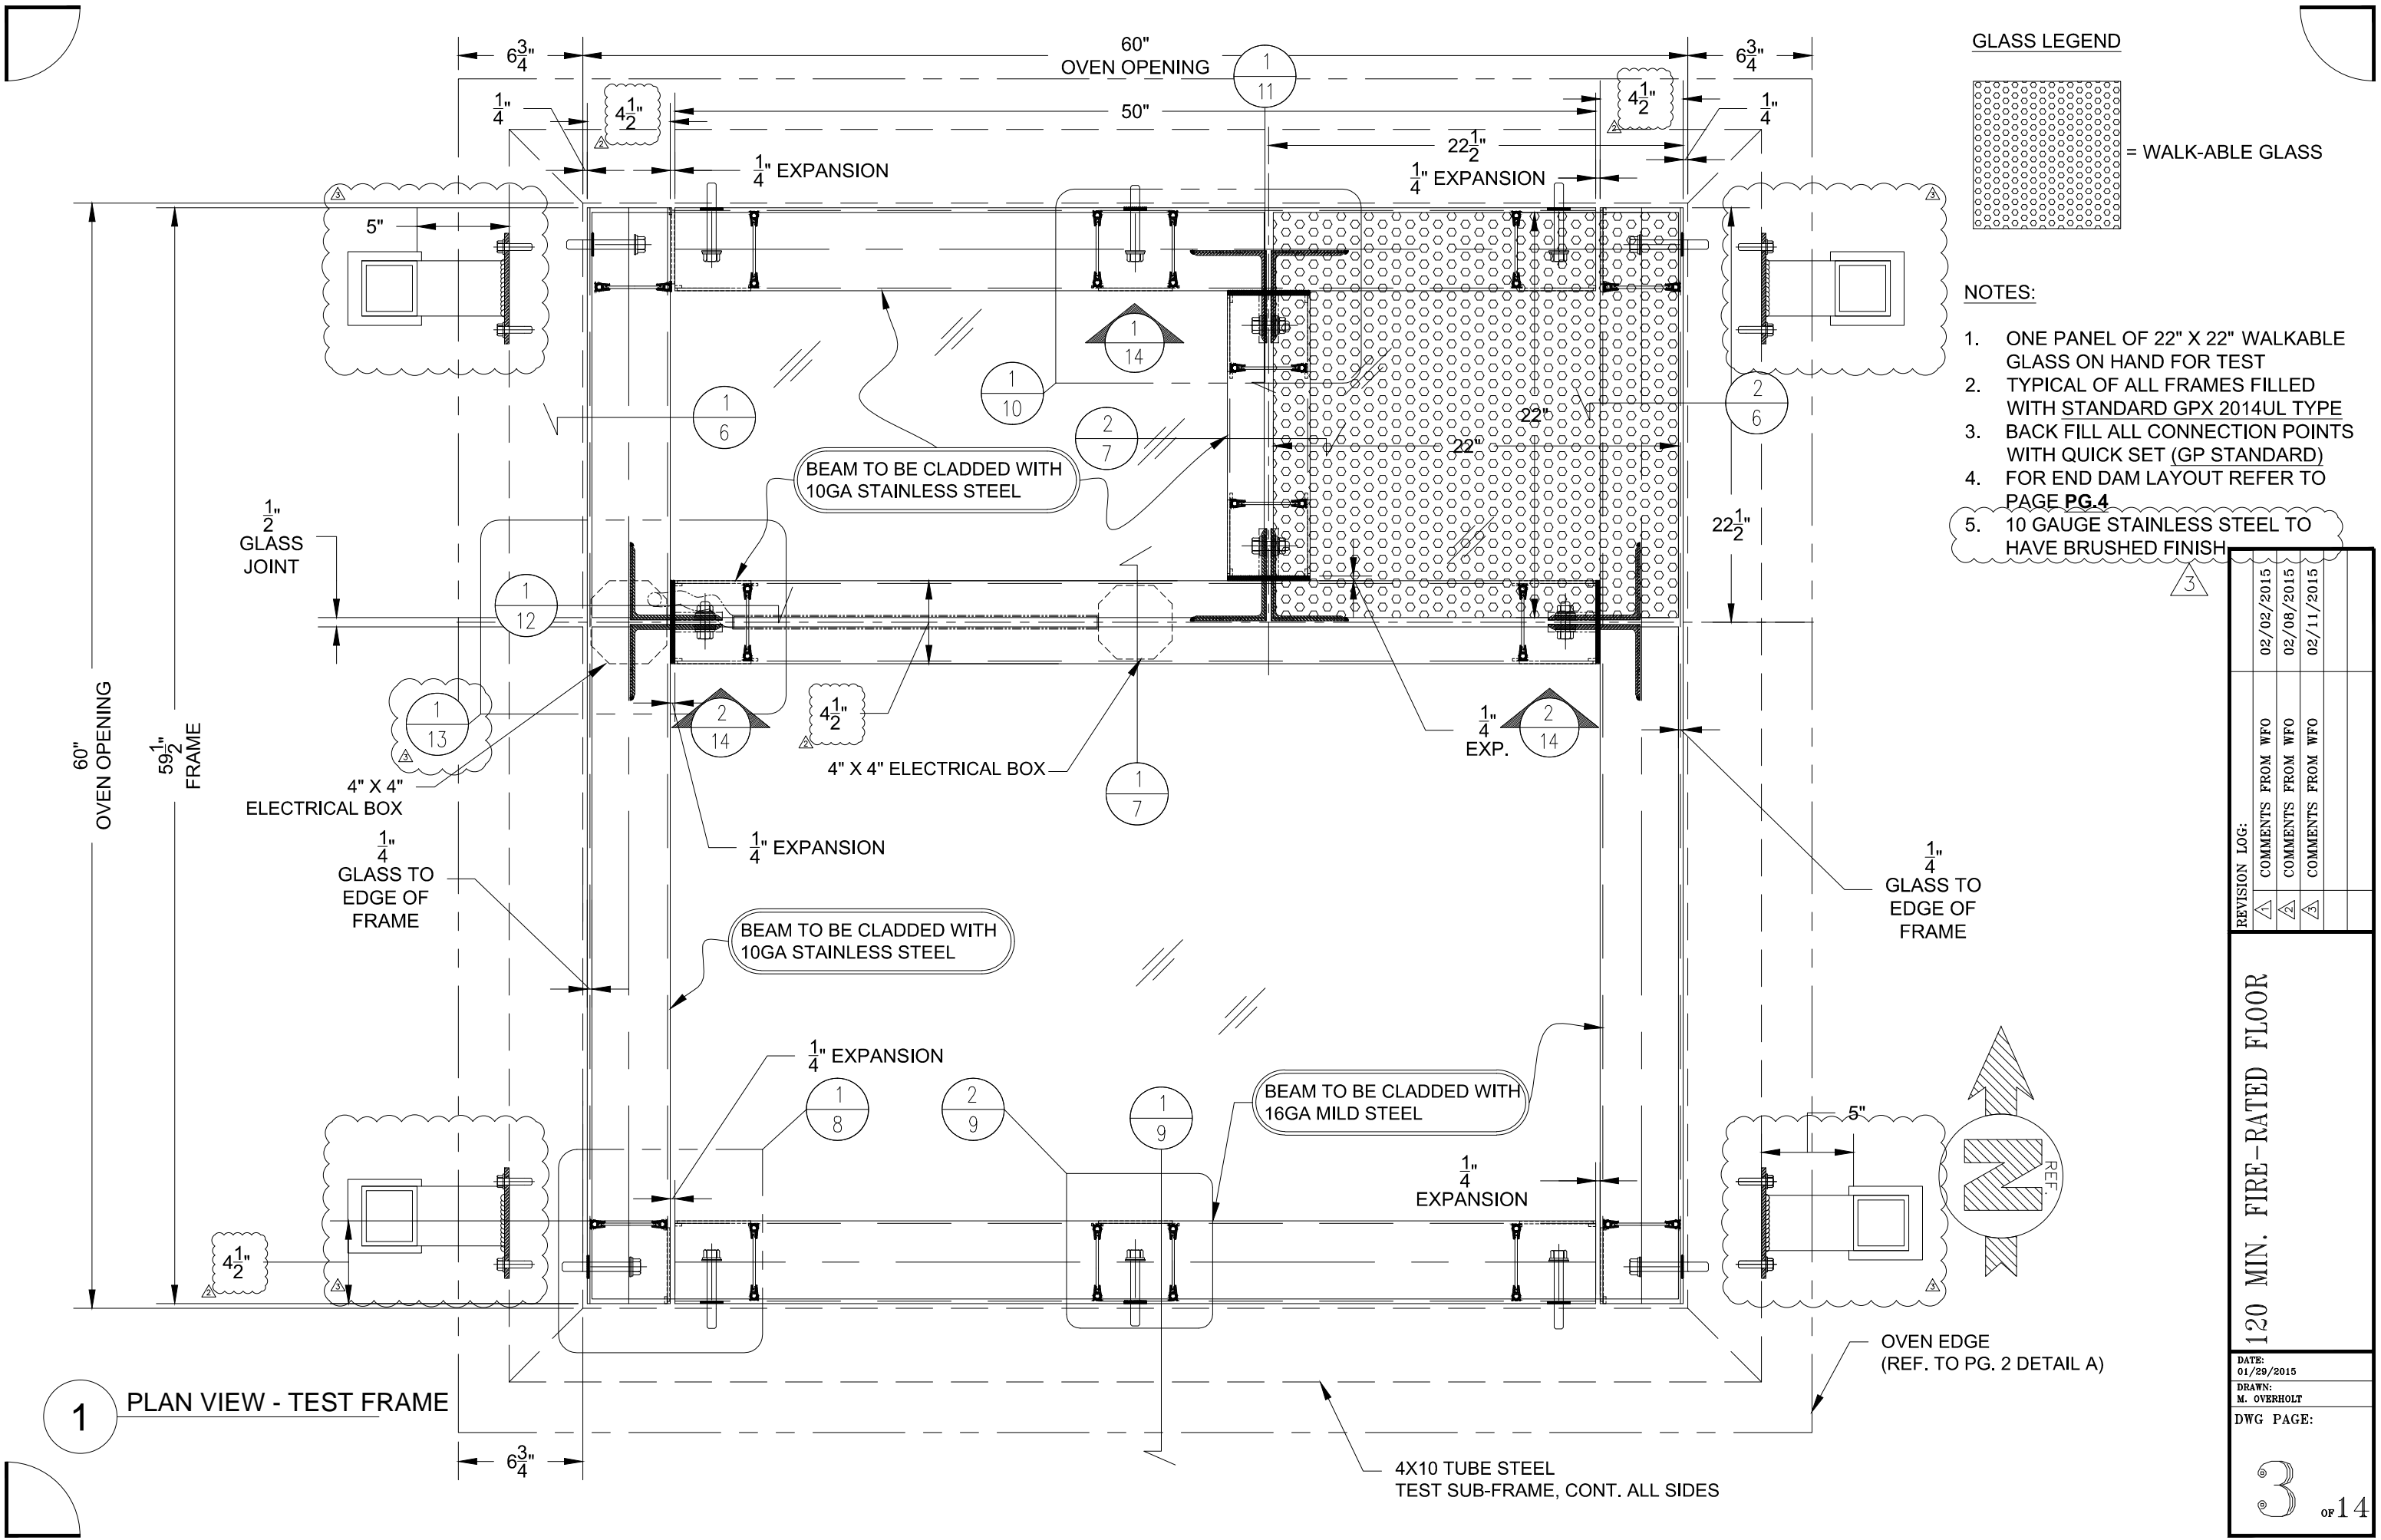 6 3/4"
60"
OVEN OPENING
6 3/4"
1
11
1/4"
4 1/2"
2
50"
4 1/2"
2
1/4"
22 1/2"
1/4" EXPANSION
1/4" EXPANSION
GLASS LEGEND
= WALK-ABLE GLASS
3
5"
3
NOTES:
1. ONE PANEL OF 22" X 22" WALKABLE
GLASS ON HAND FOR TEST
2. TYPICAL OF ALL FRAMES FILLED
WITH STANDARD GPX 2014UL TYPE
3. BACK FILL ALL CONNECTION POINTS
WITH QUICK SET (GP STANDARD)
4. FOR END DAM LAYOUT REFER TO
PAGE PG.4
5. 10 GAUGE STAINLESS STEEL TO
HAVE BRUSHED FINISH
3
1
14
1
10
1
6
2
7
2
6
22"
22"
BEAM TO BE CLADDED WITH
10GA STAINLESS STEEL
22 1/2"
1/2"
GLASS
JOINT
1
12
60"
OVEN OPENING
59 1/2"
FRAME
1
13
3
2
14
4 1/2"
2
1/4"
EXP.
2
14
4" X 4" ELECTRICAL BOX
1
7
4" X 4"
ELECTRICAL BOX
1/4" EXPANSION
1/4"
GLASS TO
EDGE OF
FRAME
1/4"
GLASS TO
EDGE OF
FRAME
BEAM TO BE CLADDED WITH
10GA STAINLESS STEEL
1/4" EXPANSION
1
8
2
9
1
9
BEAM TO BE CLADDED WITH
16GA MILD STEEL
1/4"
EXPANSION
5"
3
4 1/2"
2
3
N
REF.
OVEN EDGE
(REF. TO PG. 2 DETAIL A)
1
PLAN VIEW - TEST FRAME
6 3/4"
4X10 TUBE STEEL
TEST SUB-FRAME, CONT. ALL SIDES
REVISION LOG:
1 COMMENTS FROM WFO 02/02/2015
2 COMMENTS FROM WFO 02/08/2015
3 COMMENTS FROM WFO 02/11/2015
120 MIN. FIRE-RATED FLOOR
DATE:
01/29/2015
DRAWN:
M. OVERHOLT
DWG PAGE:
3 OF 14